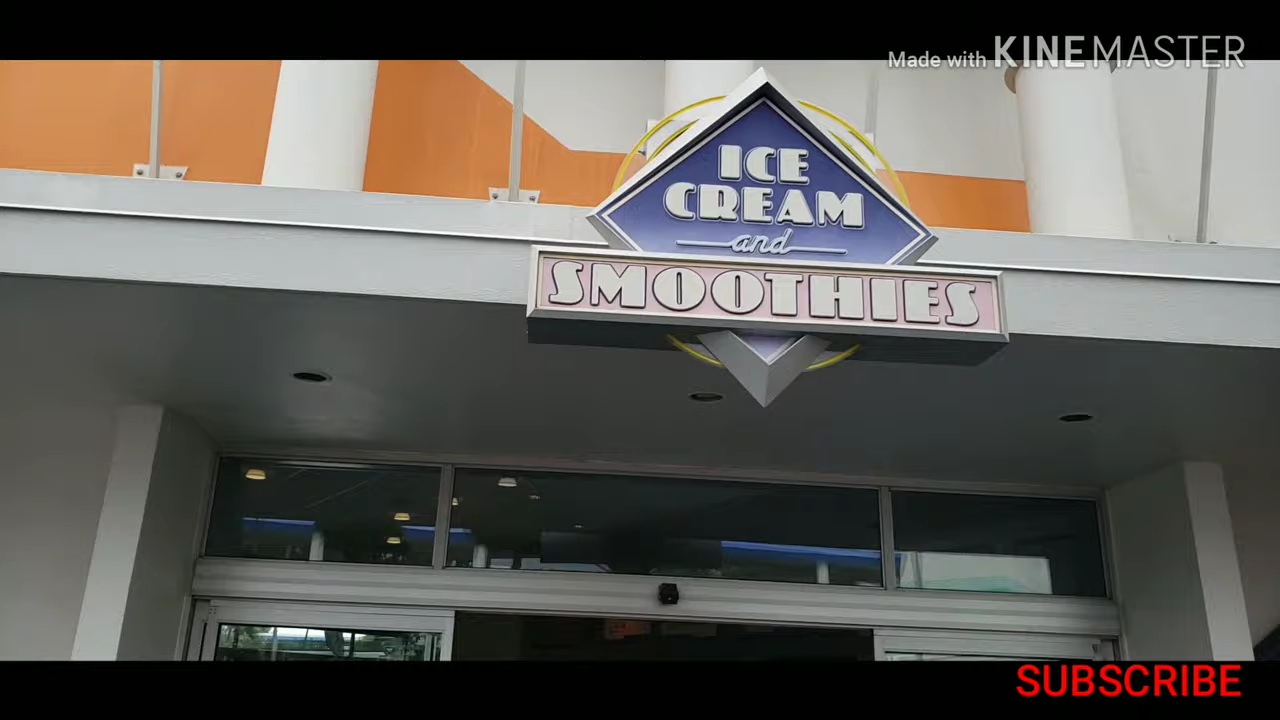 Made with KINEMASTER
ICE
CREAM
and
SMOOTHIES
SUBSCRIBE